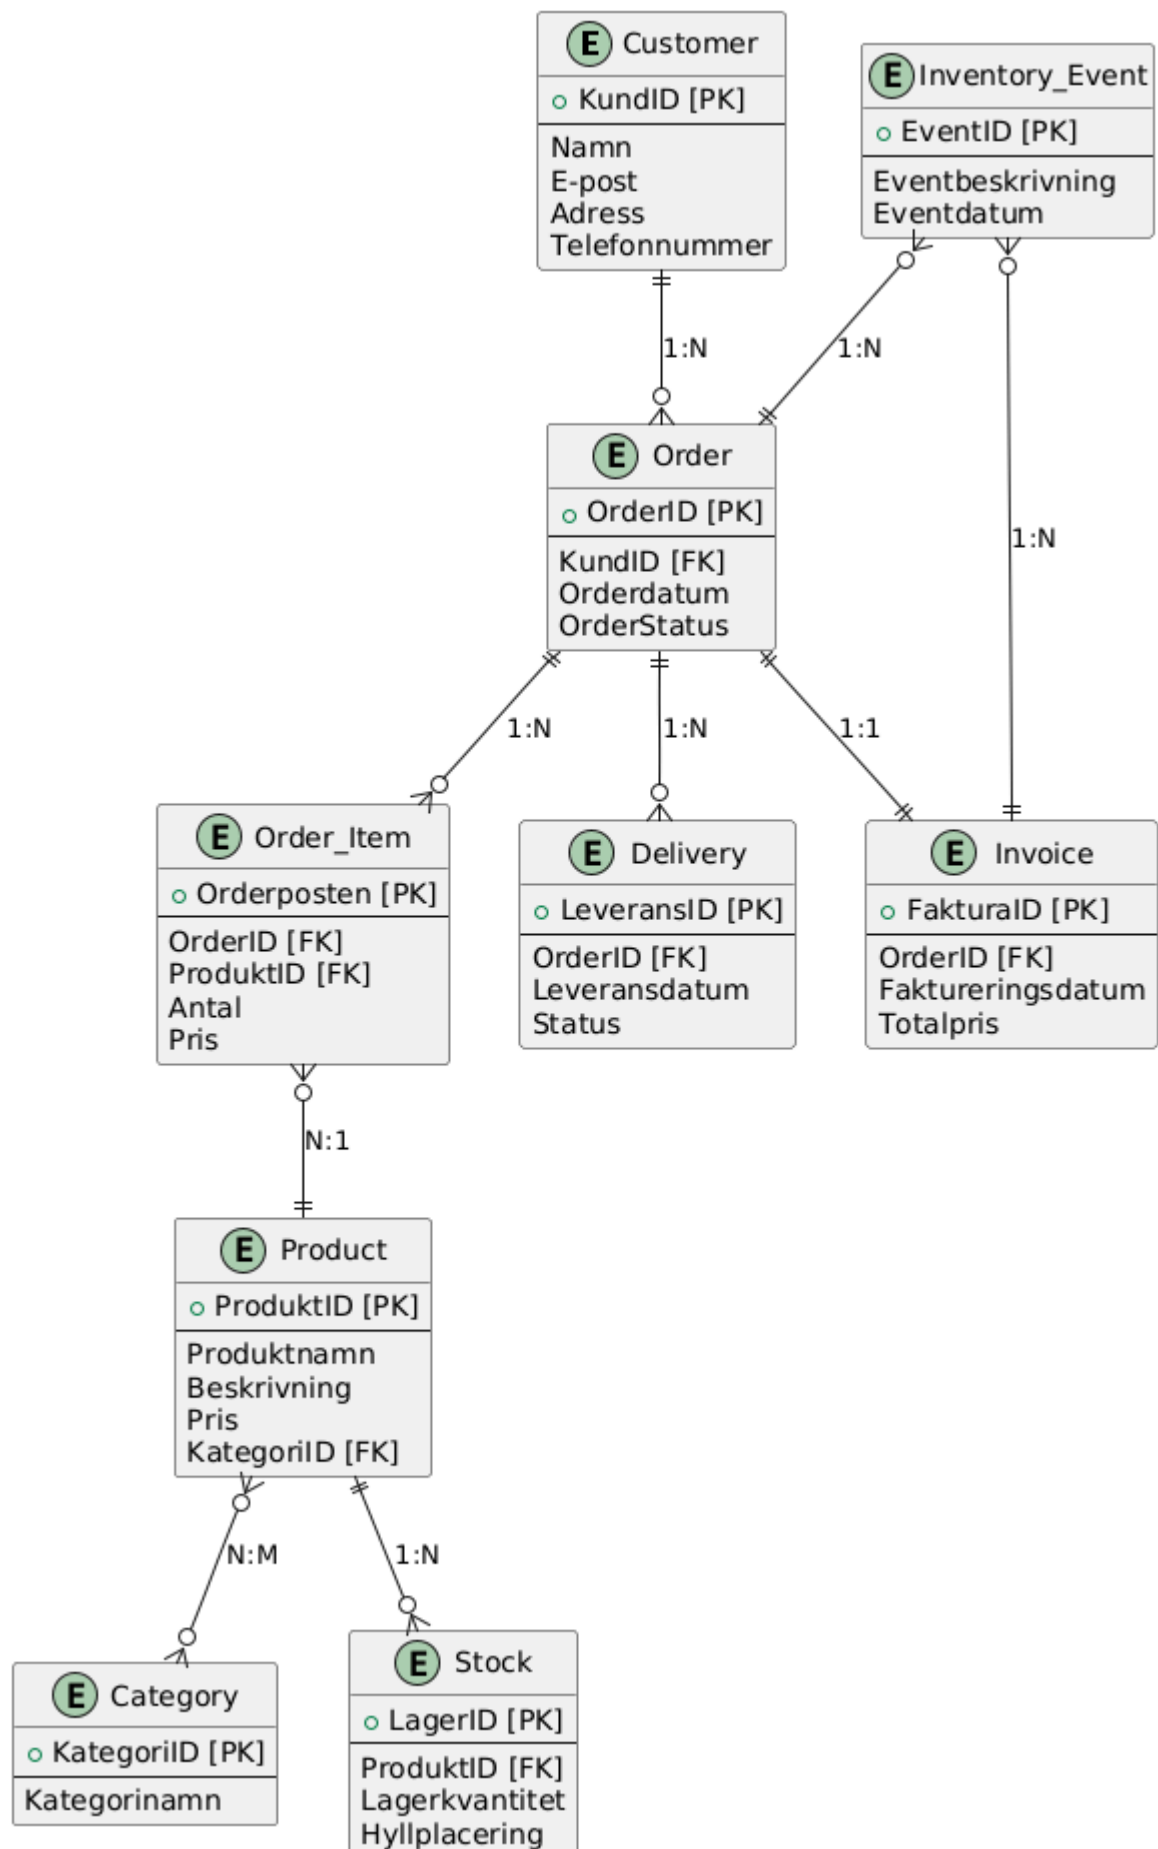 E Customer
KundID [PK]
Namn
E-post
Adress
Telefonnummer
E Inventory_Event
EventID [PK]
Eventbeskrivning
Eventdatum
1:N
1:N
E Order
OrderID [PK]
KundID [FK]
Orderdatum
OrderStatus
1:N
1:N
1:N
1:1
E Order_Item
Orderposten [PK]
OrderID [FK]
ProduktID [FK]
Antal
Pris
E Delivery
LeveransID [PK]
OrderID [FK]
Leveransdatum
Status
E Invoice
FakturaID [PK]
OrderID [FK]
Faktureringsdatum
Totalpris
N:1
E Product
ProduktID [PK]
Produktnamn
Beskrivning
Pris
KategoriID [FK]
N:M
1:N
E Category
KategoriID [PK]
Kategorinamn
E Stock
LagerID [PK]
ProduktID [FK]
Lagerkvantitet
Hyllplacering